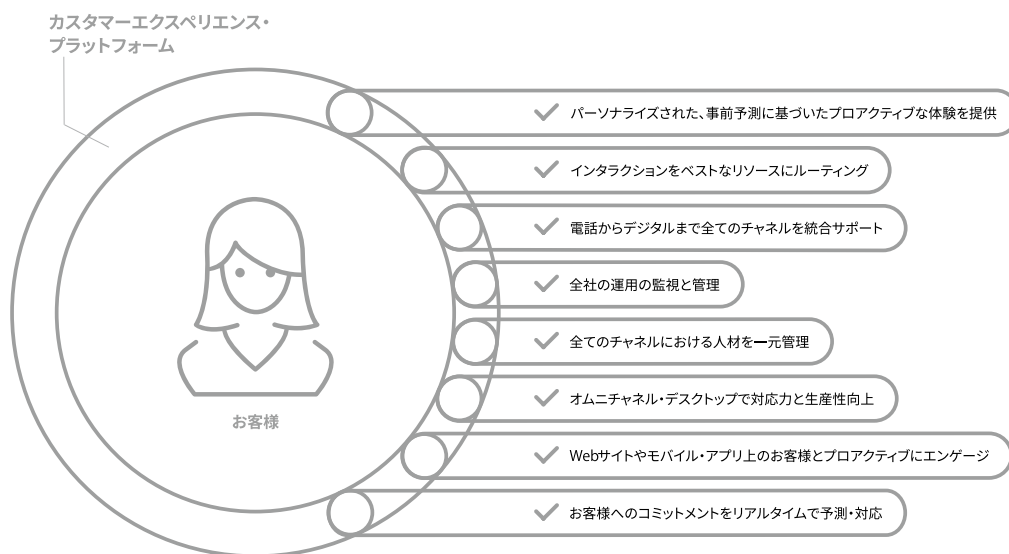 カスタマーエクスペリエンス・
プラットフォーム
パーソナライズされた、事前予測に基づいたプロアクティブな体験を提供
インタラクションをベストなリソースにルーティング
電話からデジタルまで全てのチャネルを統合サポート
全社の運用の監視と管理
全てのチャネルにおける人材を一元管理
オムニチャネル・デスクトップで対応力と生産性向上
Webサイトやモバイル・アプリ上のお客様とプロアクティブにエンゲージ
お客様へのコミットメントをリアルタイムで予測・対応
お客様